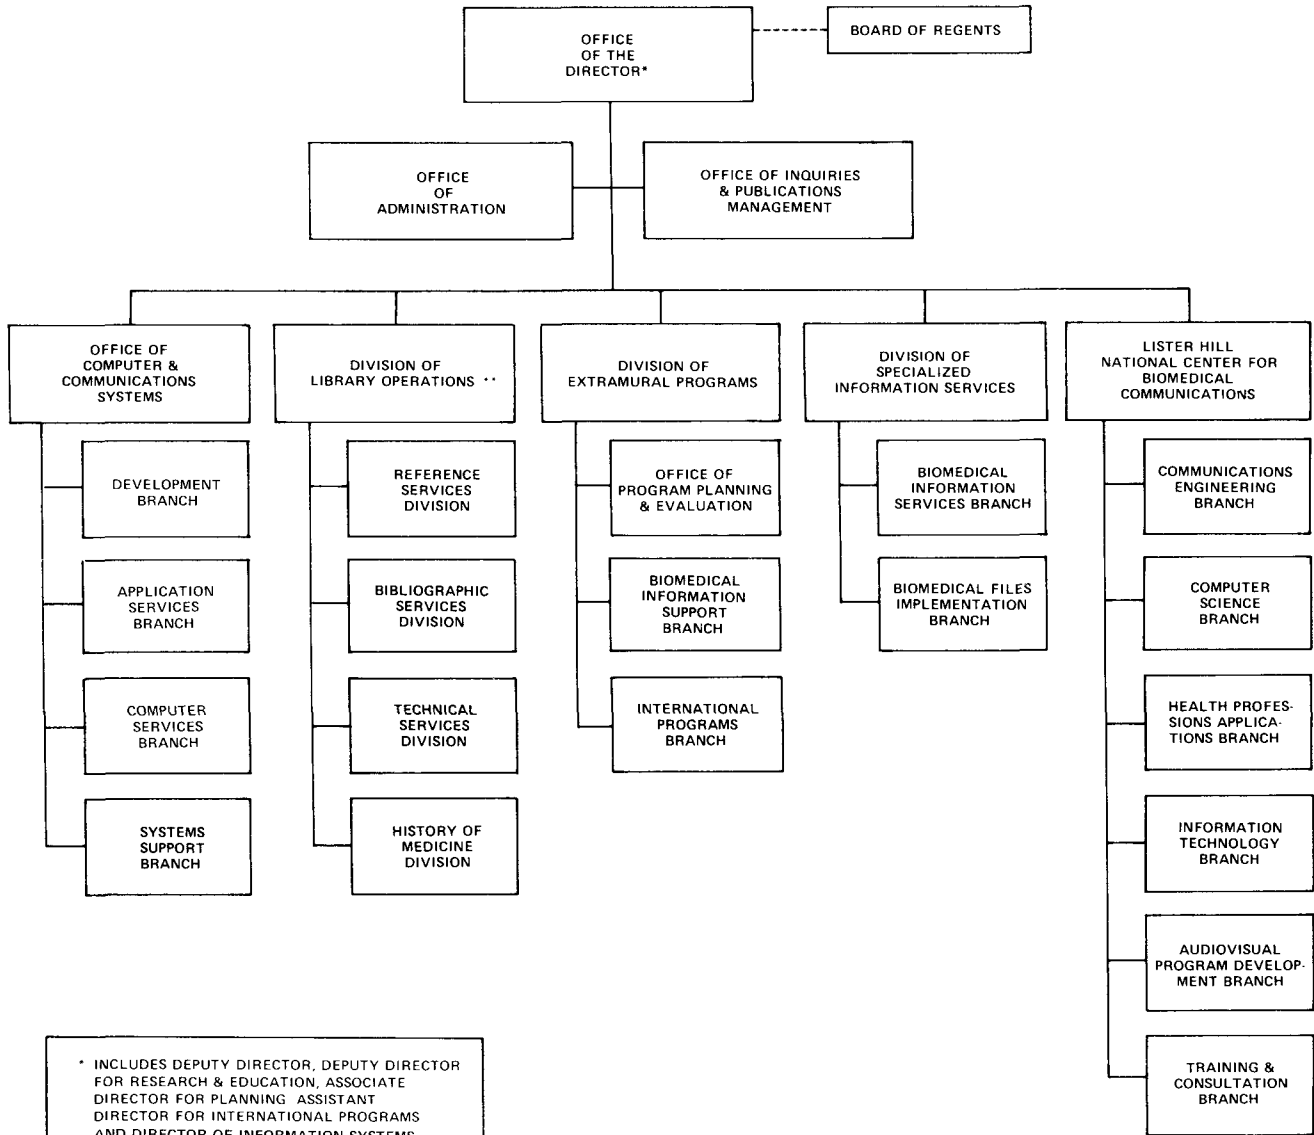 OFFICE
OF THE
DIRECTOR*
BOARD OF REGENTS
OFFICE
OF
ADMINISTRATION
OFFICE OF INQUIRIES
& PUBLICATIONS
MANAGEMENT
OFFICE OF
COMPUTER &
COMMUNICATIONS
SYSTEMS
DIVISION OF
LIBRARY OPERATIONS **
DIVISION OF
EXTRAMURAL PROGRAMS
DIVISION OF
SPECIALIZED
INFORMATION SERVICES
LISTER HILL
NATIONAL CENTER FOR
BIOMEDICAL
COMMUNICATIONS
DEVELOPMENT
BRANCH
APPLICATION
SERVICES
BRANCH
COMPUTER
SERVICES
BRANCH
SYSTEMS
SUPPORT
BRANCH
REFERENCE
SERVICES
DIVISION
BIBLIOGRAPHIC
SERVICES
DIVISION
TECHNICAL
SERVICES
DIVISION
HISTORY OF
MEDICINE
DIVISION
OFFICE OF
PROGRAM PLANNING
& EVALUATION
BIOMEDICAL
INFORMATION
SUPPORT
BRANCH
INTERNATIONAL
PROGRAMS
BRANCH
BIOMEDICAL
INFORMATION
SERVICES BRANCH
BIOMEDICAL FILES
IMPLEMENTATION
BRANCH
COMMUNICATIONS
ENGINEERING
BRANCH
COMPUTER
SCIENCE
BRANCH
HEALTH PROFES-
SIONS APPLICA-
TIONS BRANCH
INFORMATION
TECHNOLOGY
BRANCH
AUDIOVISUAL
PROGRAM DEVELOP-
MENT BRANCH
TRAINING &
CONSULTATION
BRANCH
* INCLUDES DEPUTY DIRECTOR, DEPUTY DIRECTOR
FOR RESEARCH & EDUCATION, ASSOCIATE
DIRECTOR FOR PLANNING ASSISTANT
DIRECTOR FOR INTERNATIONAL PROGRAMS
AND DIRECTOR OF INFORMATION SYSTEMS